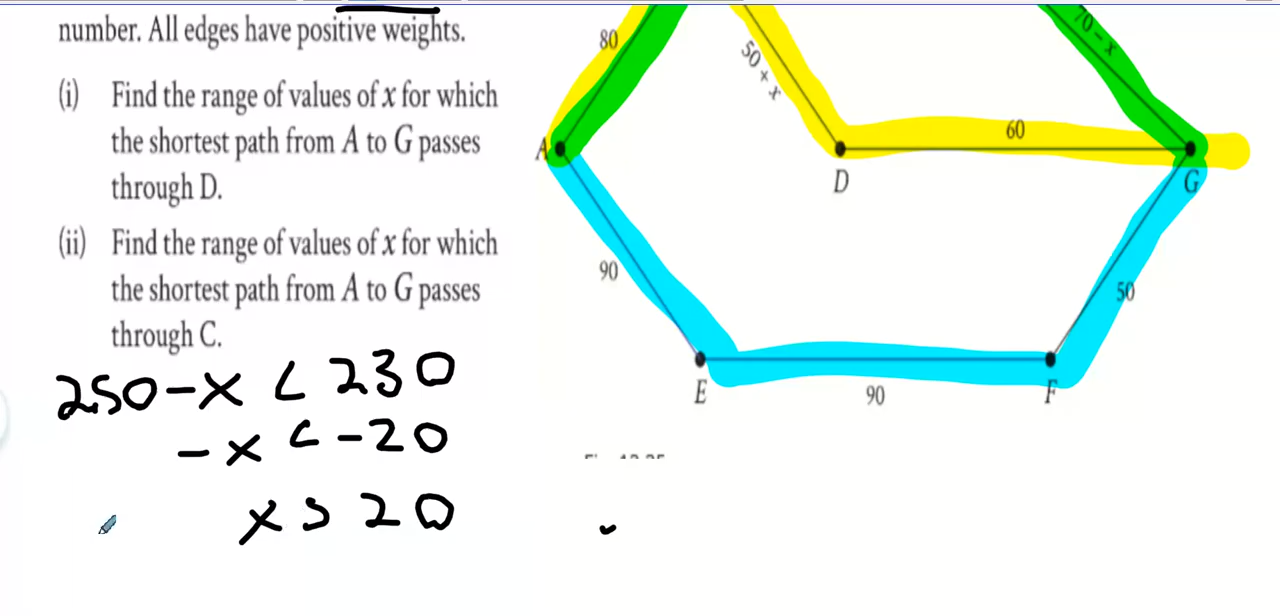 number. All edges have positive weights.
(i) Find the range of values of x for which
the shortest path from A to G passes
through D.
(ii) Find the range of values of x for which
the shortest path from A to G passes
through C.
250-x < 230
-x < -20
x > 20
80
50 + x
70 - x
60
A
D
G
90
50
E
90
F